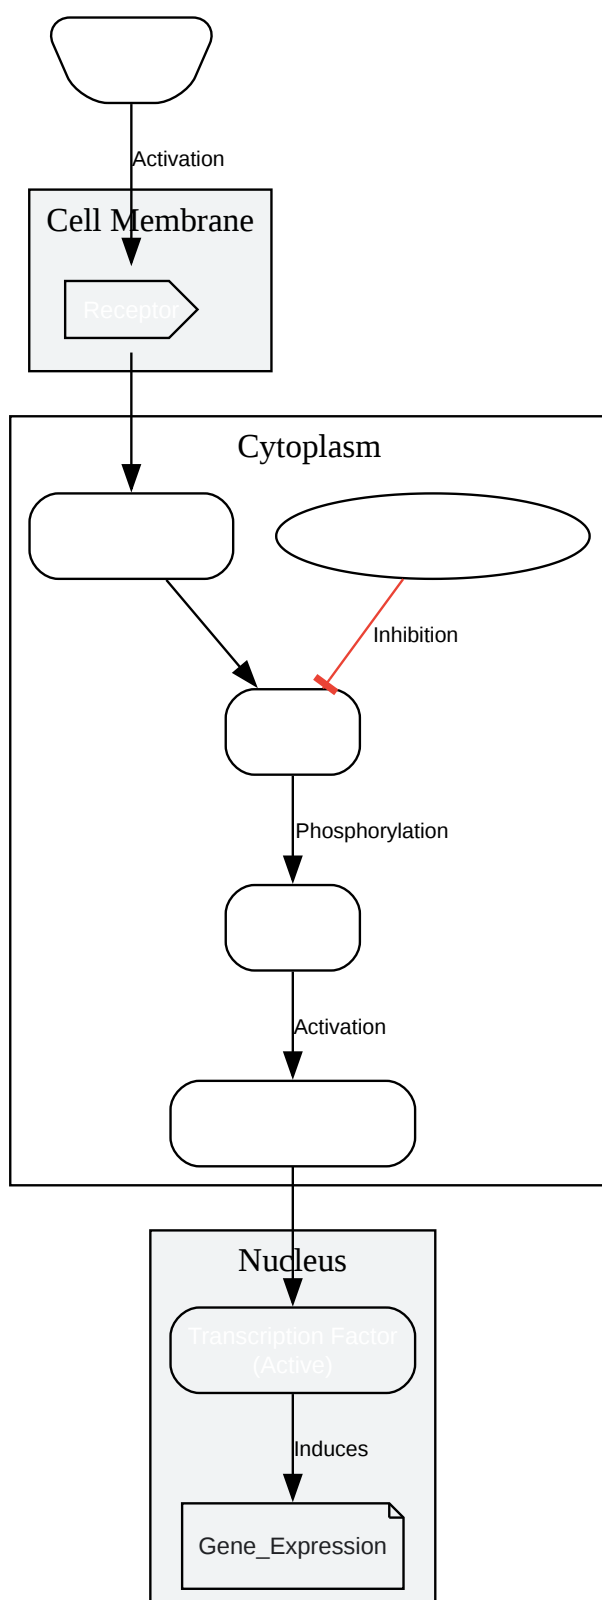 Activation
Cell Membrane
Receptor
Cytoplasm
Inhibition
Phosphorylation
Activation
Nucleus
Transcription Factor
(Active)
Induces
Gene_Expression